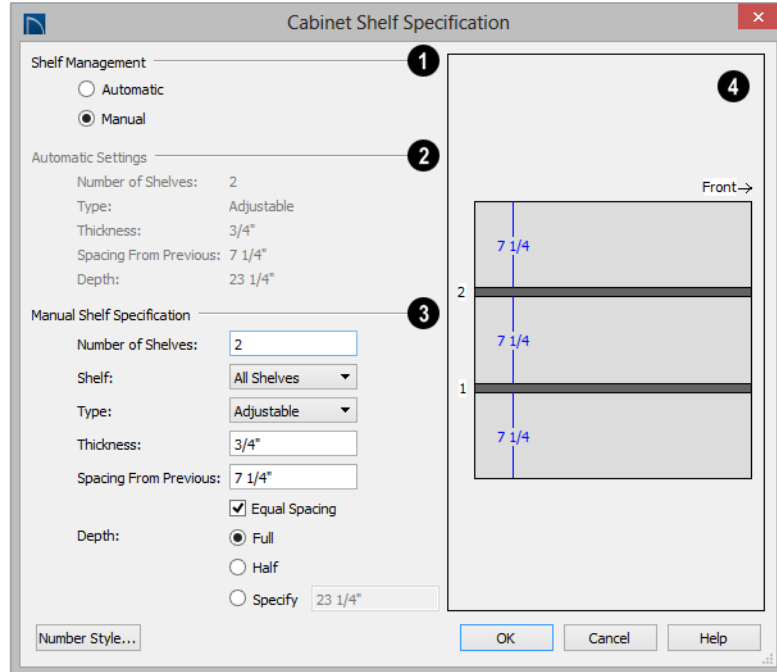 Cabinet Shelf Specification
Shelf Management
1
Automatic
Manual
Automatic Settings
2
Number of Shelves: 2
Type: Adjustable
Thickness: 3/4"
Spacing From Previous: 7 1/4"
Depth: 23 1/4"
Manual Shelf Specification
3
Number of Shelves: 2
Shelf: All Shelves
Type: Adjustable
Thickness: 3/4"
Spacing From Previous: 7 1/4"
Equal Spacing
Depth: Full
Half
Specify 23 1/4"
4
Front
7 1/4
2
7 1/4
1
7 1/4
Number Style... OK Cancel Help